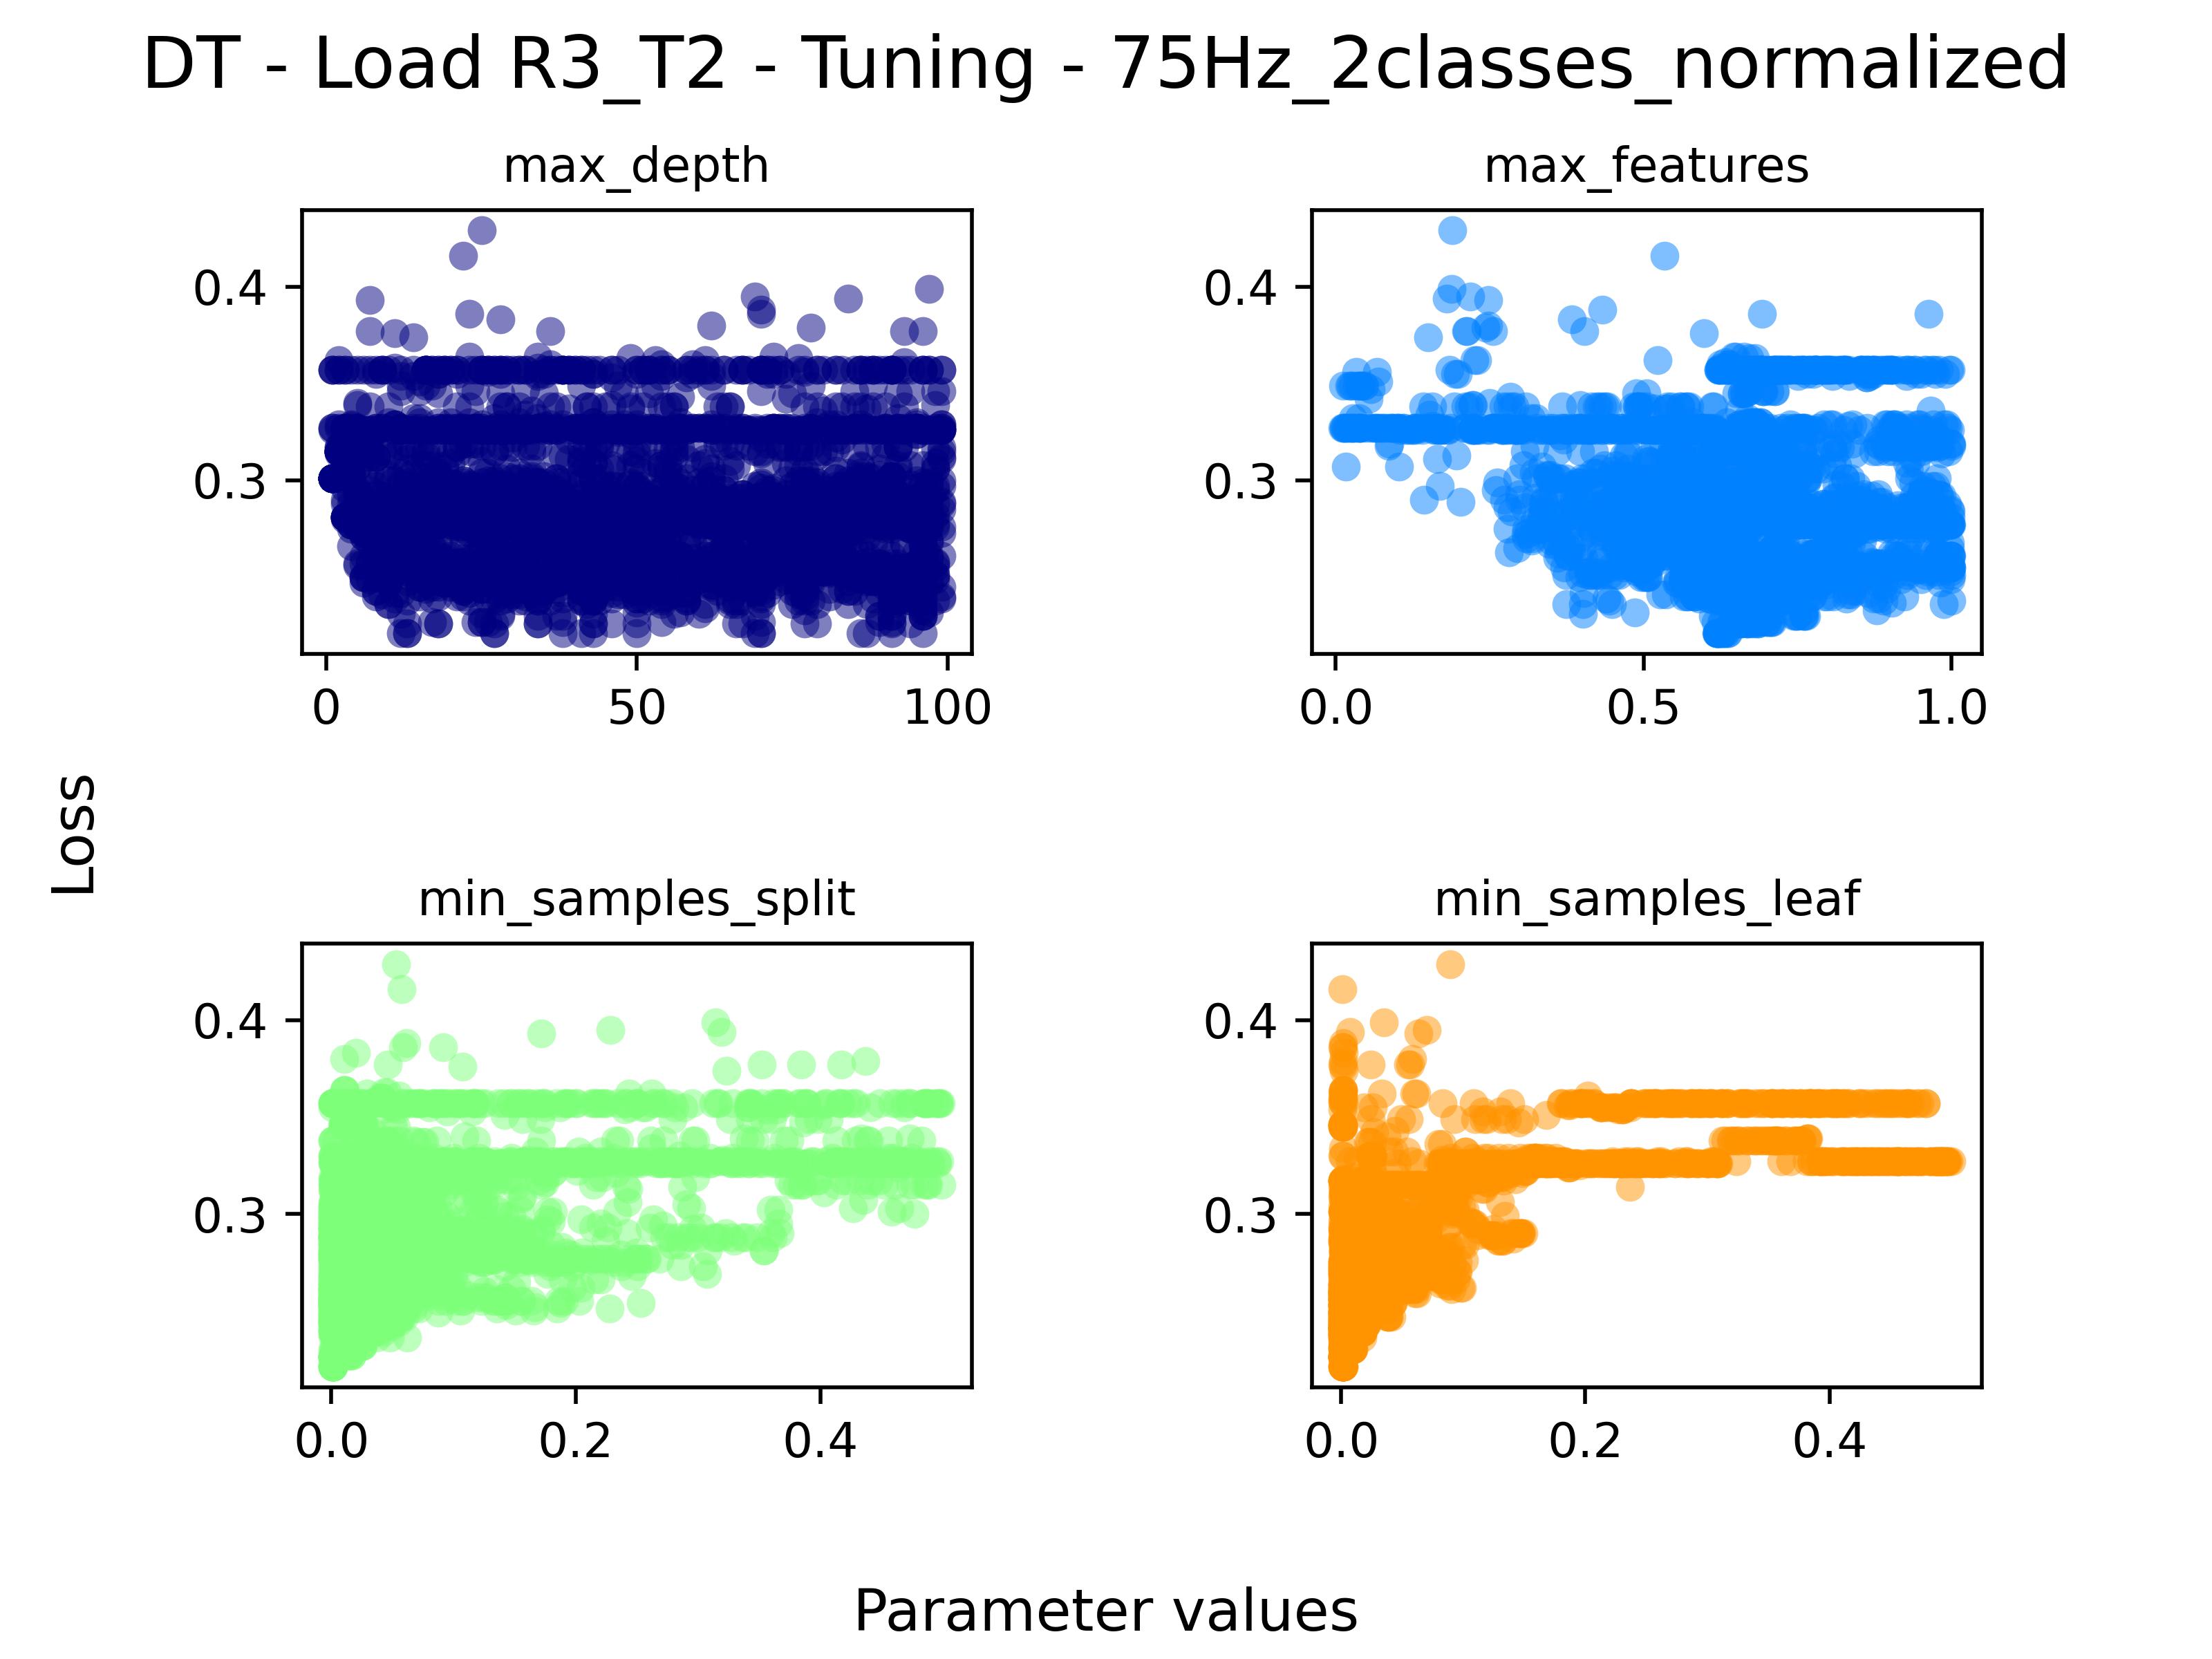 DT - Load R3_T2 - Tuning - 75Hz_2classes_normalized
max_depth
max_features
0.4
0.3
0
50
100
0.4
0.3
0.0
0.5
1.0
Loss
min_samples_split
min_samples_leaf
0.4
0.3
0.0
0.2
0.4
0.4
0.3
0.0
0.2
0.4
Parameter values